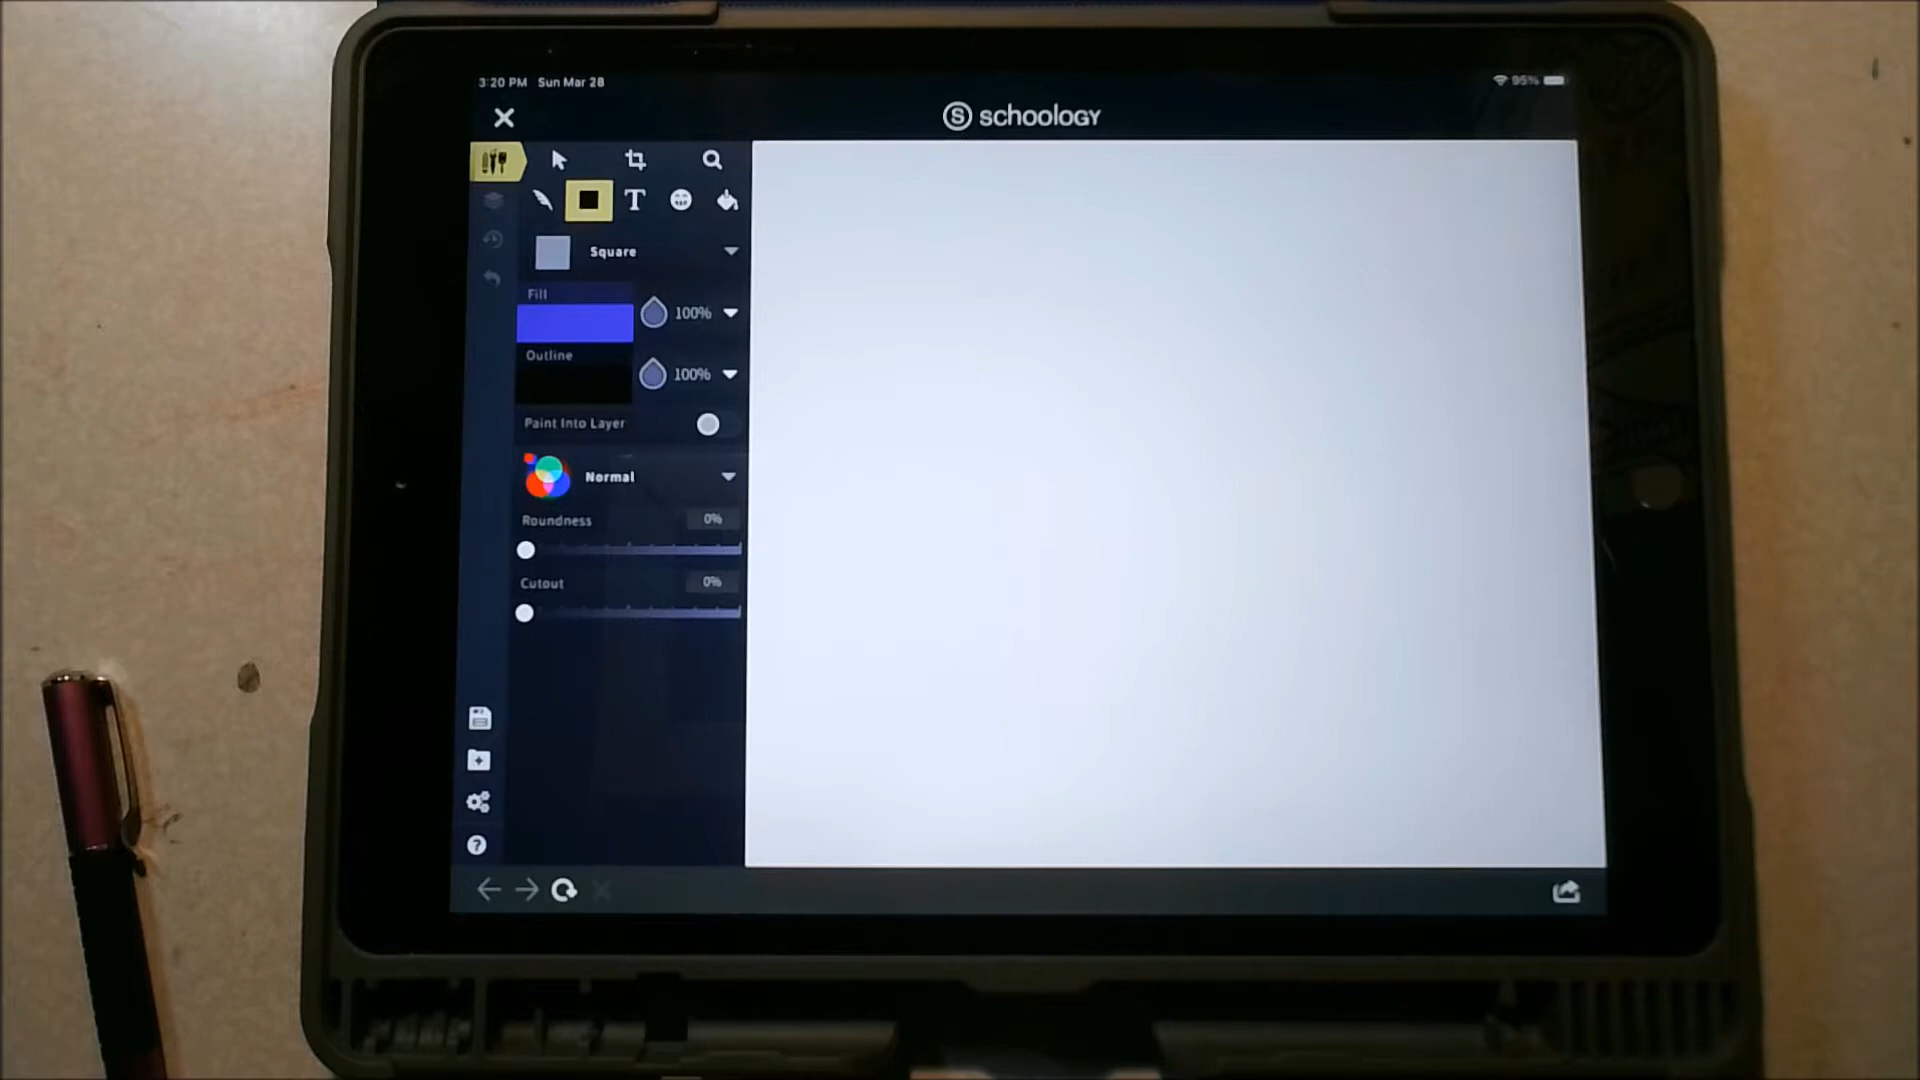 3:20 PM Sun Mar 28
95%
S schoology
T
Square
Fill
100%
Outline
100%
Paint Into Layer
Normal
Roundness 0%
Cutout 0%
?